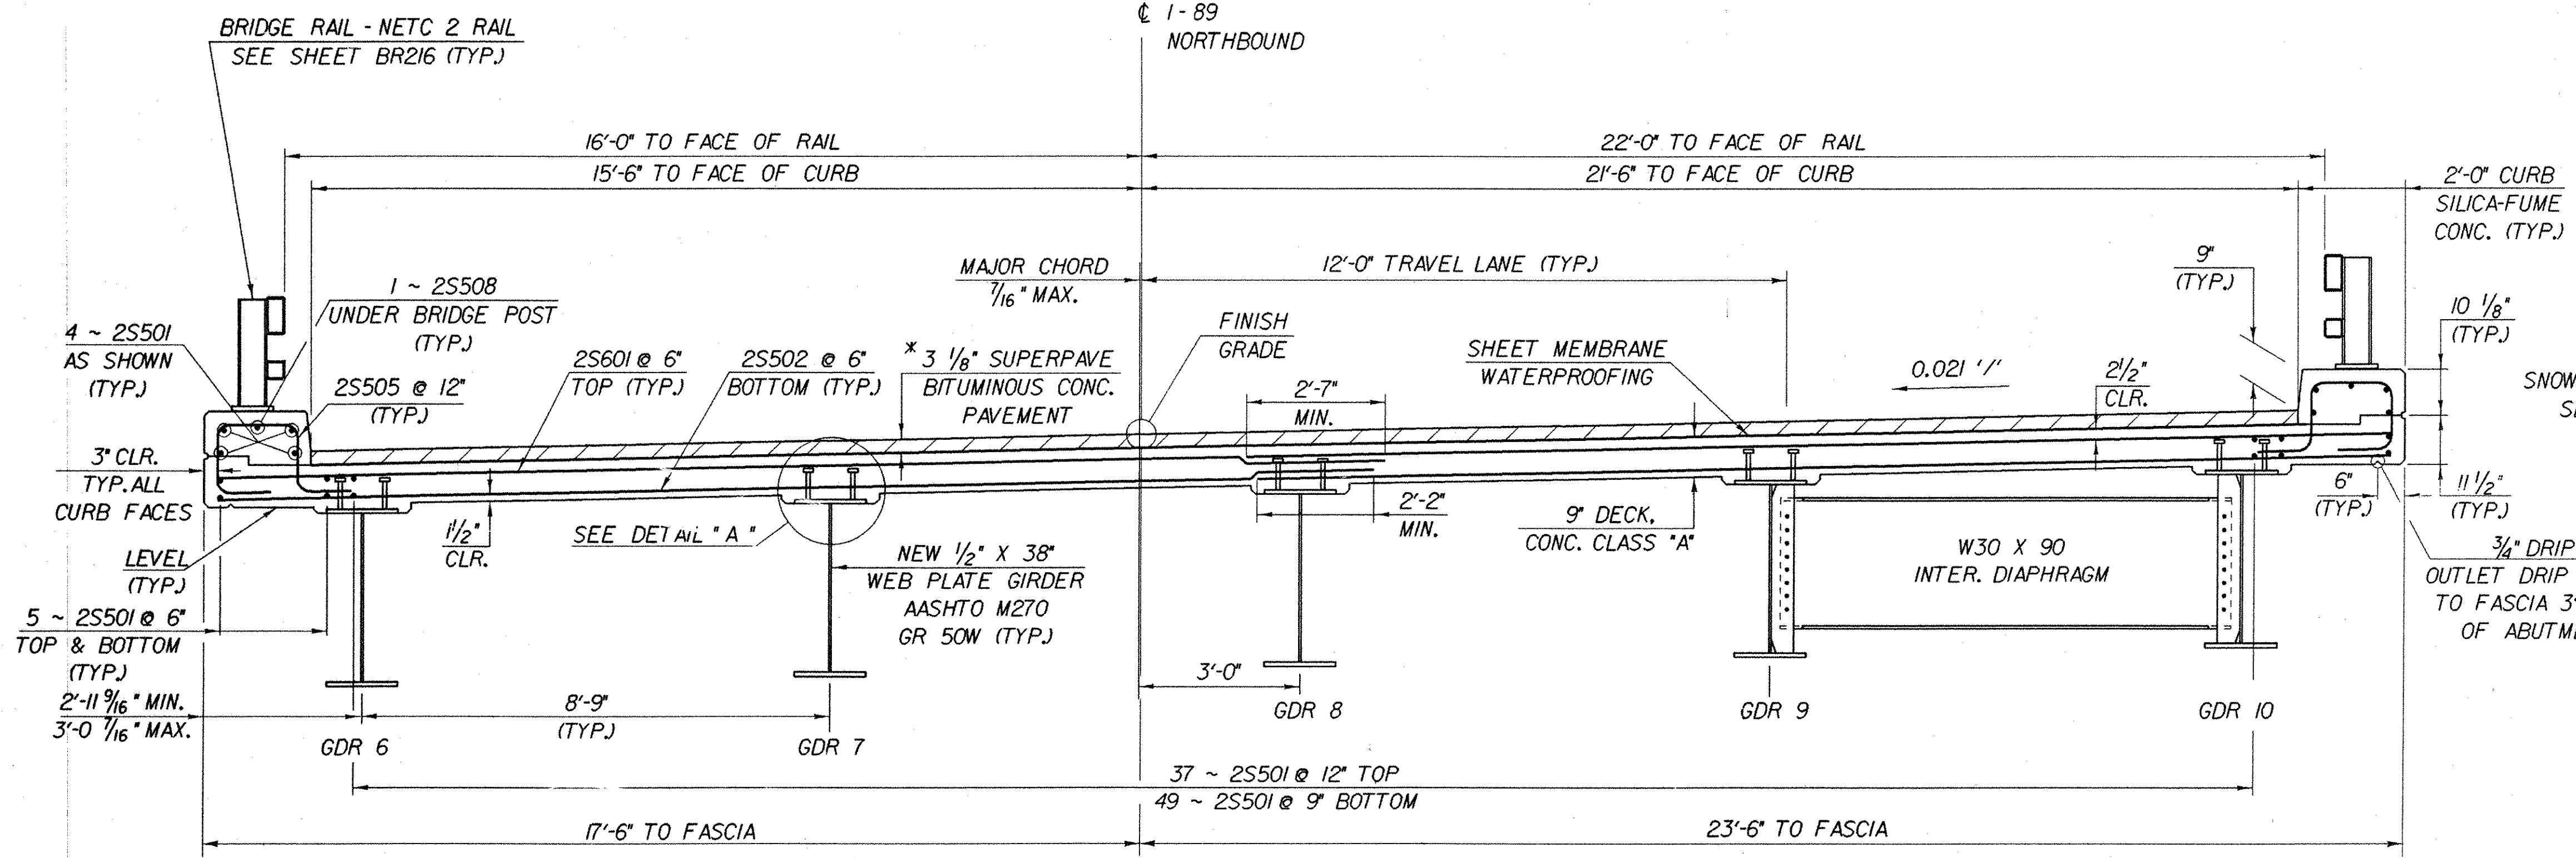 ℄ I-89
NORTHBOUND
BRIDGE RAIL - NETC 2 RAIL
SEE SHEET BR216 (TYP.)
16'-0" TO FACE OF RAIL
22'-0" TO FACE OF RAIL
15'-6" TO FACE OF CURB
21'-6" TO FACE OF CURB
2'-0" CURB
SILICA-FUME
CONC. (TYP.)
MAJOR CHORD
7/16" MAX.
12'-0" TRAVEL LANE (TYP.)
9"
(TYP.)
10 1/8"
(TYP.)
1 ~ 2S508
UNDER BRIDGE POST
(TYP.)
4 ~ 2S501
AS SHOWN
(TYP.)
2S505 @ 12"
(TYP.)
2S601 @ 6"
TOP (TYP.)
2S502 @ 6"
BOTTOM (TYP.)
* 3 1/8" SUPERPAVE
BITUMINOUS CONC.
PAVEMENT
FINISH
GRADE
2'-7"
MIN.
SHEET MEMBRANE
WATERPROOFING
0.021 '/'
2 1/2"
CLR.
SNOW
3" CLR.
TYP. ALL
CURB FACES
LEVEL
(TYP.)
1 1/2"
CLR.
SEE DETAIL "A"
NEW 1/2" X 38"
WEB PLATE GIRDER
AASHTO M270
GR 50W (TYP.)
2'-2"
MIN.
9" DECK,
CONC. CLASS "A"
W30 X 90
INTER. DIAPHRAGM
6"
(TYP.)
11 1/2"
(TYP.)
3/4" DRIP
OUTLET DRIP
TO FASCIA 3'
OF ABUTM
5 ~ 2S501 @ 6"
TOP & BOTTOM
(TYP.)
2'-11 9/16" MIN.
3'-0 7/16" MAX.
8'-9"
(TYP.)
3'-0"
GDR 6
GDR 7
GDR 8
GDR 9
GDR 10
37 ~ 2S501 @ 12" TOP
49 ~ 2S501 @ 9" BOTTOM
17'-6" TO FASCIA
23'-6" TO FASCIA